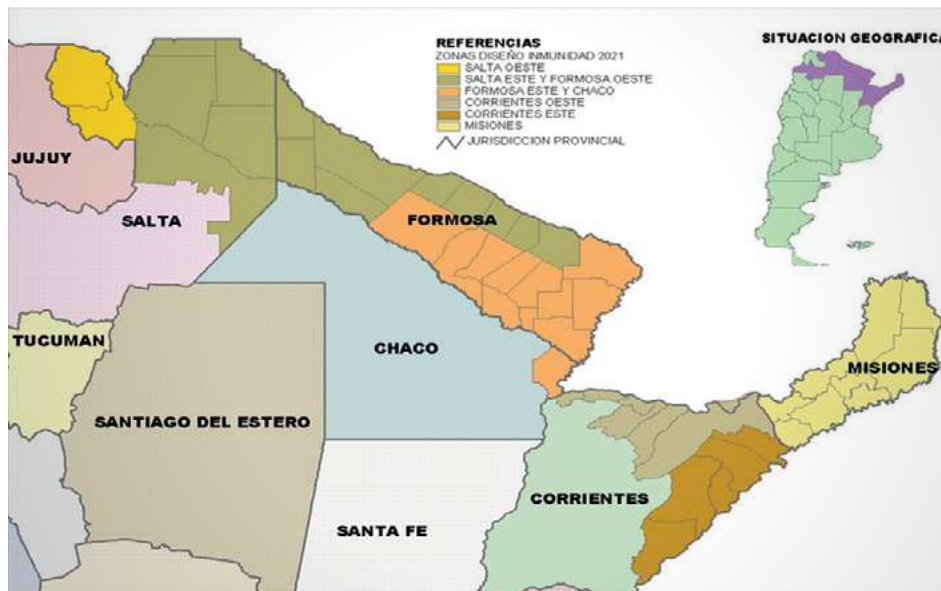 REFERENCIAS
ZONAS DISEÑO INMUNIDAD 2021
SALTA OESTE
SALTA ESTE Y FORMOSA OESTE
FORMOSA ESTE Y CHACO
CORRIENTES OESTE
CORRIENTES ESTE
MISIONES
JURISDICCION PROVINCIAL
SITUACION GEOGRAFICA
JUJUY
SALTA
FORMOSA
TUCUMAN
CHACO
MISIONES
SANTIAGO DEL ESTERO
CORRIENTES
SANTA FE